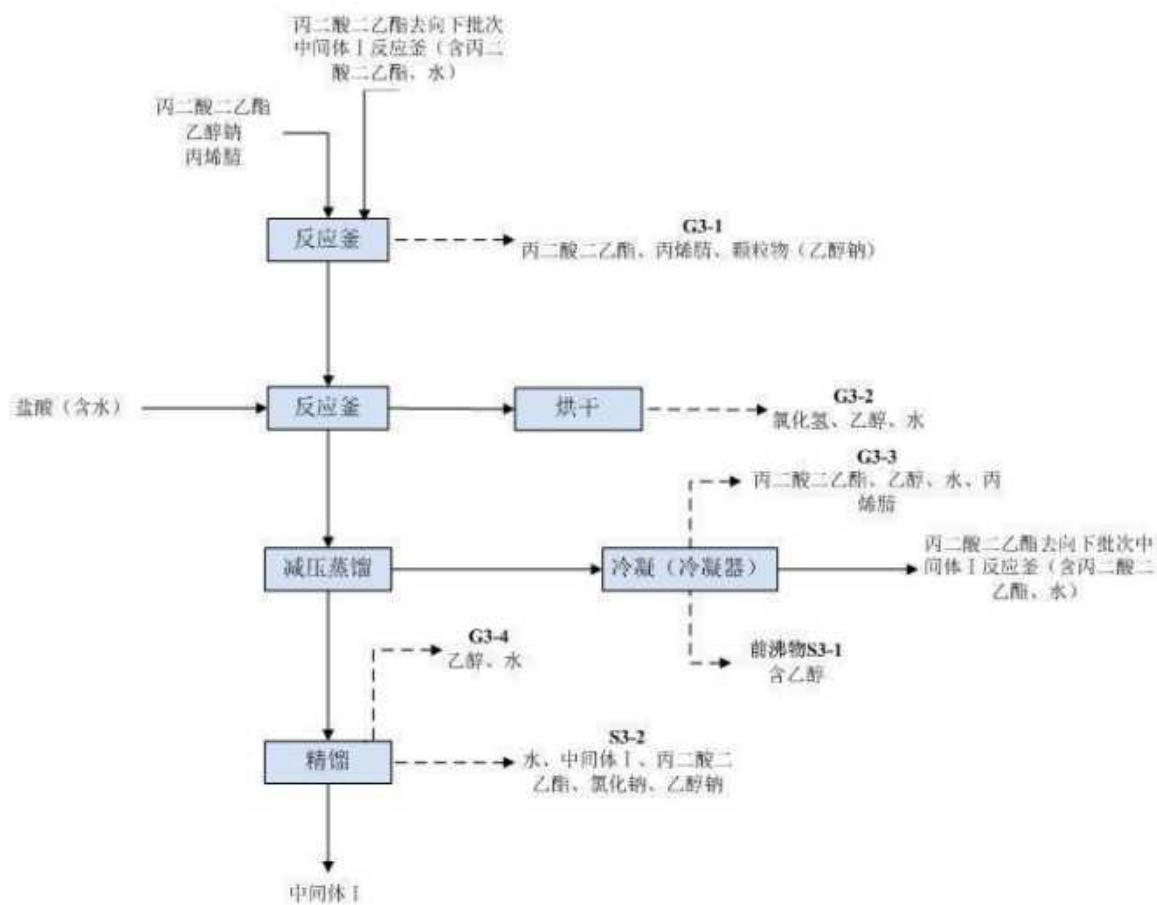 丙二酸二乙酯去向下批次
中间体Ⅰ反应釜（含丙二
酸二乙酯、水）
丙二酸二乙酯
乙醇钠
丙烯腈
反应釜
G3-1
丙二酸二乙酯、丙烯腈、颗粒物（乙醇钠）
盐酸（含水）
反应釜
烘干
G3-2
氯化氢、乙醇、水
G3-3
丙二酸二乙酯、乙醇、水、丙
烯腈
减压蒸馏
冷凝（冷凝器）
丙二酸二乙酯去向下批次中
间体Ⅰ反应釜（含丙二酸二
乙酯、水）
G3-4
乙醇、水
前沸物S3-1
含乙醇
精馏
S3-2
水、中间体Ⅰ、丙二酸二
乙酯、氯化钠、乙醇钠
中间体Ⅰ